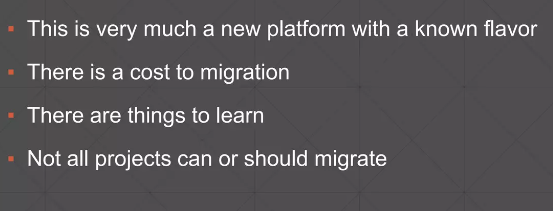 This is very much a new platform with a known flavor
There is a cost to migration
There are things to learn
Not all projects can or should migrate